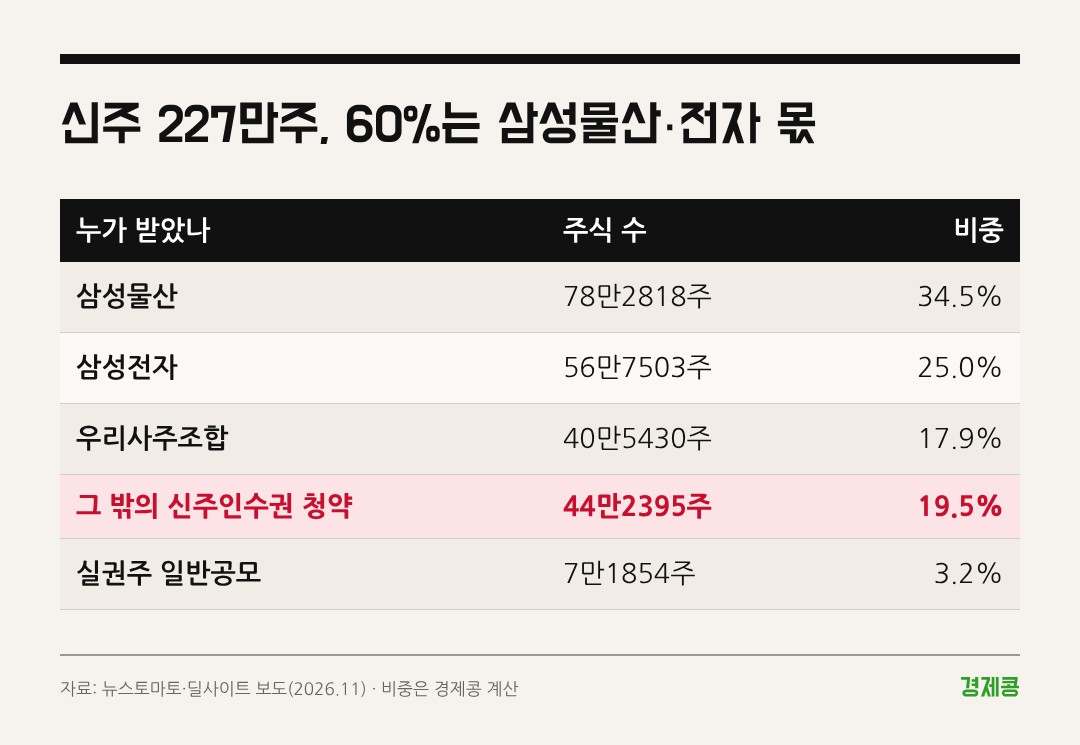 신주 227만주, 60%는 삼성물산·전자 몫
누가 받았나 주식 수 비중
삼성물산 78만2818주 34.5%
삼성전자 56만7503주 25.0%
우리사주조합 40만5430주 17.9%
그 밖의 신주인수권 청약 44만2395주 19.5%
실권주 일반공모 7만1854주 3.2%
자료: 뉴스토마토·딜사이트 보도(2026.11) · 비중은 경제콩 계산
경제콩